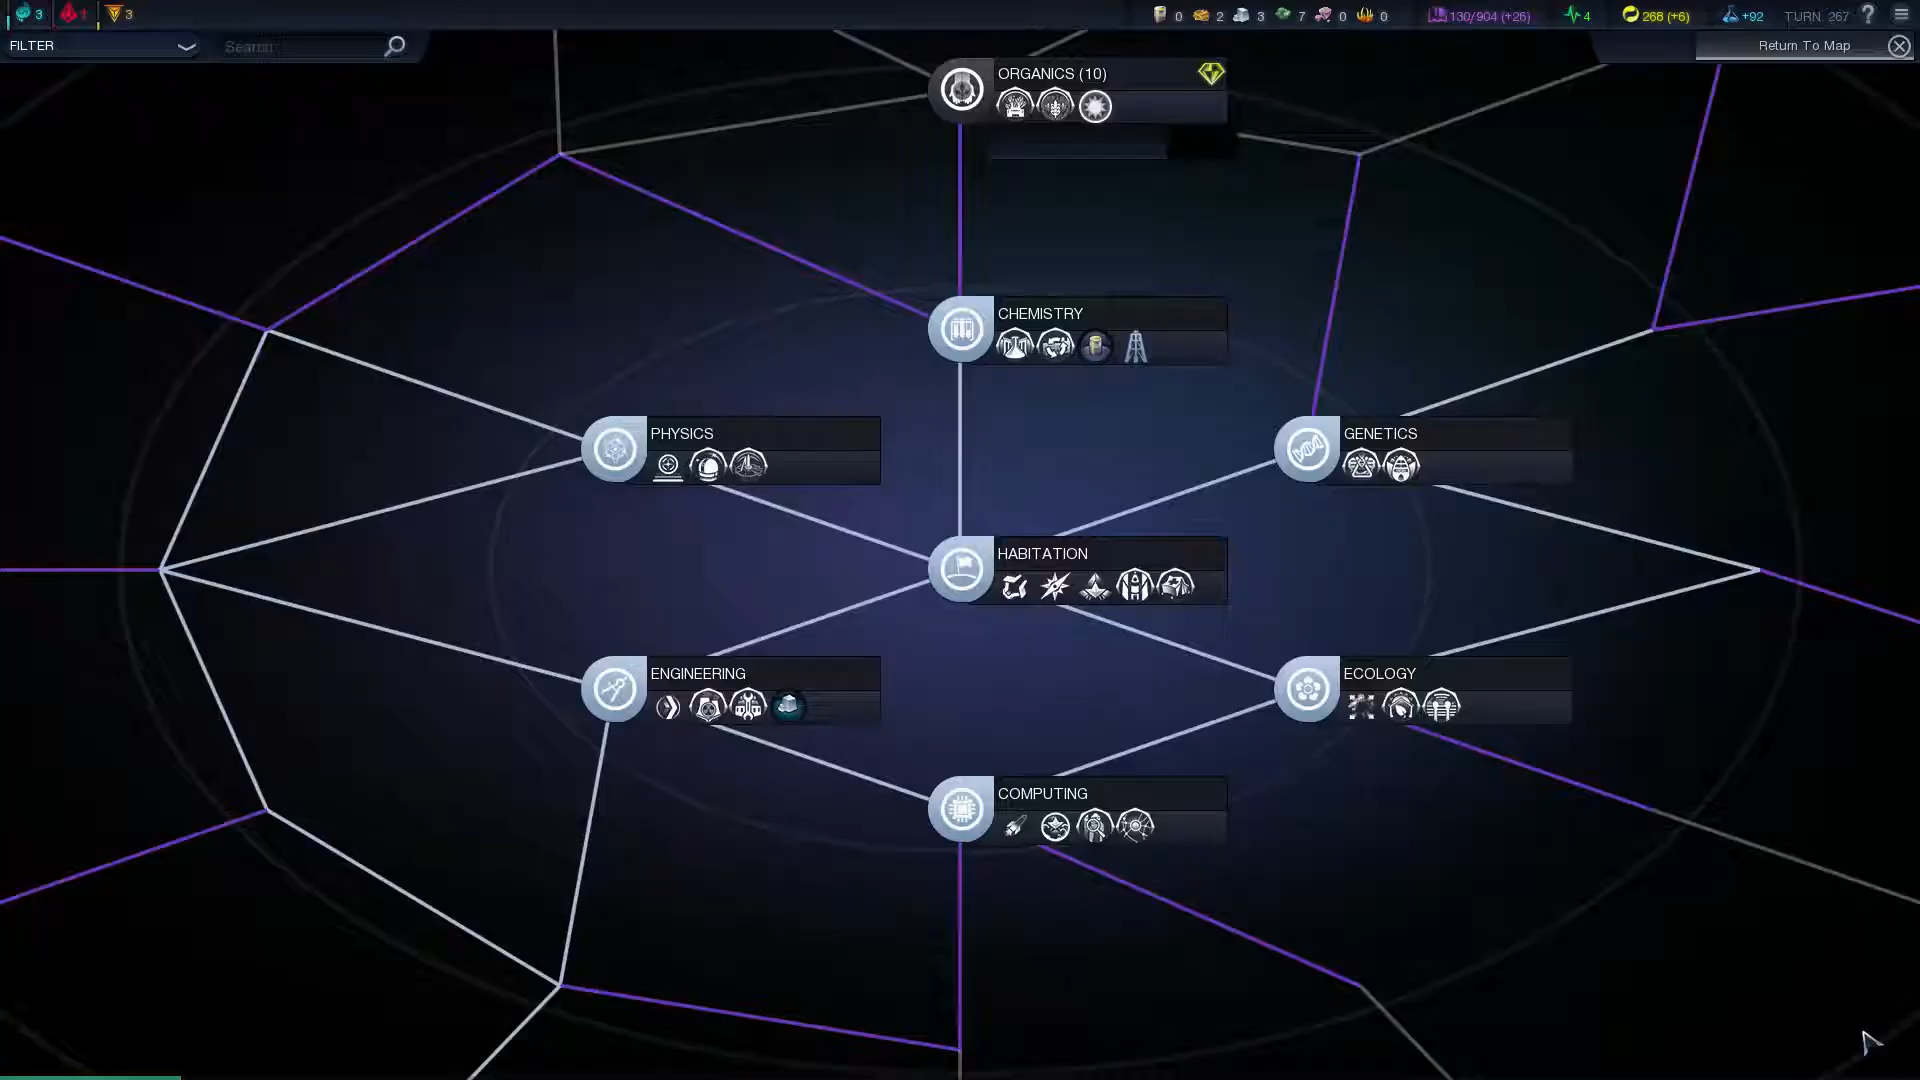 3 1 3 0 2 3 7 0 0 130/904 (+26) 4 268 (+6) +92 TURN: 267 ?
FILTER Search Return To Map
ORGANICS (10)
CHEMISTRY
PHYSICS
GENETICS
HABITATION
ENGINEERING
ECOLOGY
COMPUTING